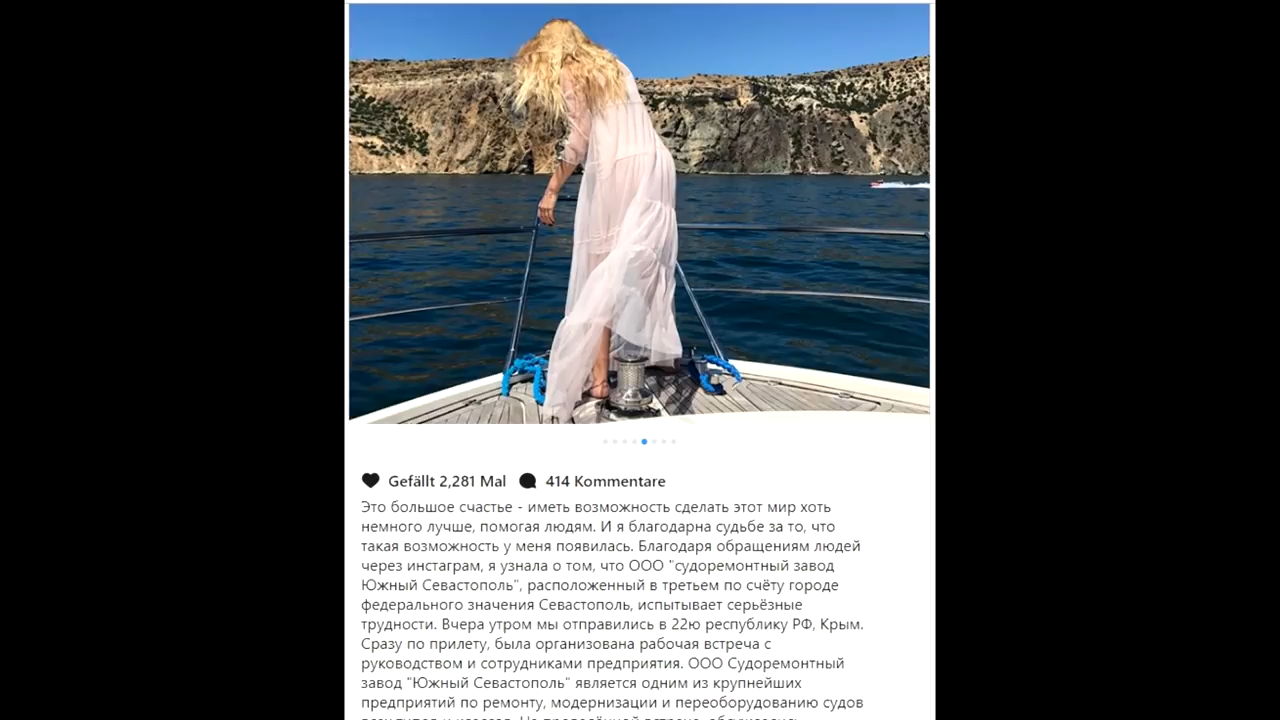 Gefällt 2,281 Mal 414 Kommentare
Это большое счастье - иметь возможность сделать этот мир хоть
немного лучше, помогая людям. И я благодарна судьбе за то, что
такая возможность у меня появилась. Благодаря обращениям людей
через инстаграм, я узнала о том, что ООО "судоремонтный завод
Южный Севастополь", расположенный в третьем по счёту городе
федерального значения Севастополь, испытывает серьёзные
трудности. Вчера утром мы отправились в 22ю республику РФ, Крым.
Сразу по прилету, была организована рабочая встреча с
руководством и сотрудниками предприятия. ООО Судоремонтный
завод "Южный Севастополь" является одним из крупнейших
предприятий по ремонту, модернизации и переоборудованию судов